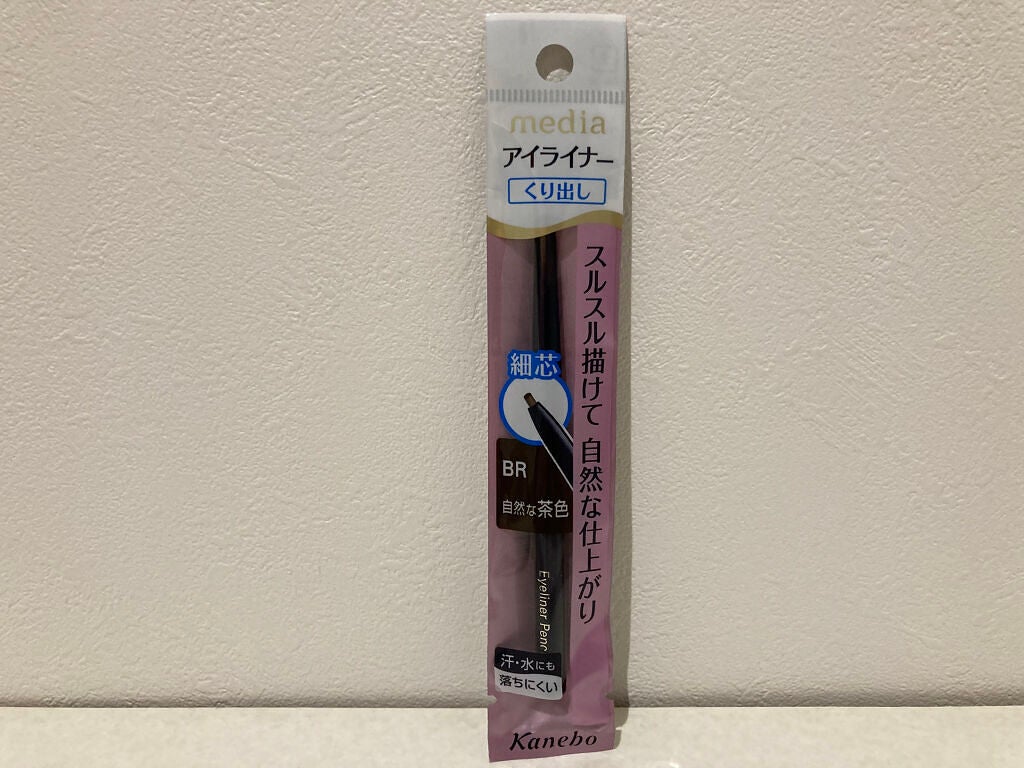 media
アイライナー
くり出し
スルスル描けて 自然な仕上がり
細芯
BR
自然な茶色
Eyeliner Penc
汗・水にも
落ちにくい
Kanebo